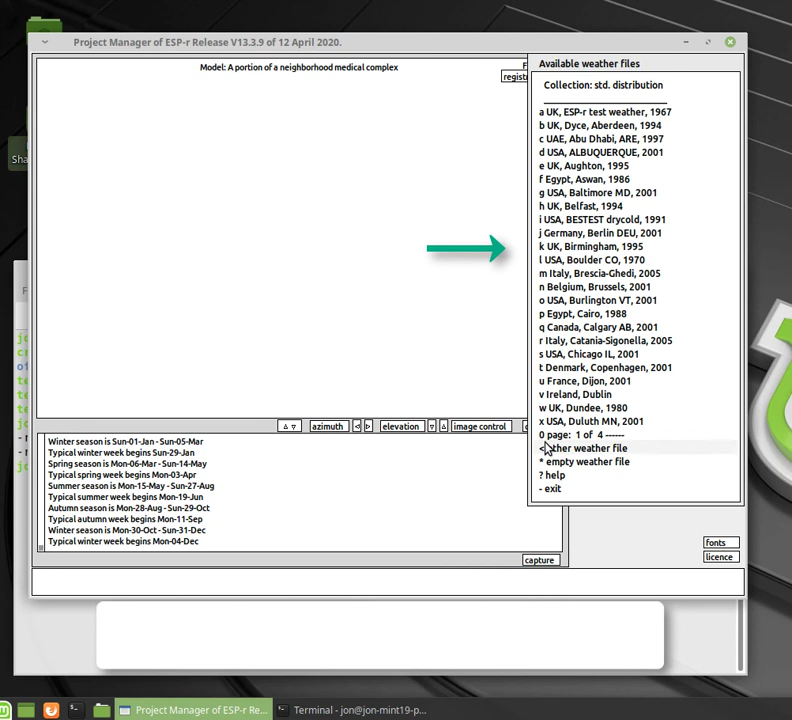 Project Manager of ESP-r Release V13.3.9 of 12 April 2020.
Model: A portion of a neighborhood medical complex
Available weather files
Collection: std. distribution
a UK, ESP-r test weather, 1967
b UK, Dyce, Aberdeen, 1994
c UAE, Abu Dhabi, ARE, 1997
d USA, ALBUQUERQUE, 2001
e UK, Aughton, 1995
f Egypt, Aswan, 1986
g USA, Baltimore MD, 2001
h UK, Belfast, 1994
i USA, BESTEST drycold, 1991
j Germany, Berlin DEU, 2001
k UK, Birmingham, 1995
l USA, Boulder CO, 1970
m Italy, Brescia-Ghedi, 2005
n Belgium, Brussels, 2001
o USA, Burlington VT, 2001
p Egypt, Cairo, 1988
q Canada, Calgary AB, 2001
r Italy, Catania-Sigonella, 2005
s USA, Chicago IL, 2001
t Denmark, Copenhagen, 2001
u France, Dijon, 2001
v Ireland, Dublin
w UK, Dundee, 1980
x USA, Duluth MN, 2001
0 page: 1 of 4 ------
< other weather file
* empty weather file
? help
- exit
azimuth
elevation
image control
Winter season is Sun-01-Jan - Sun-05-Mar
Typical winter week begins Sun-29-Jan
Spring season is Mon-06-Mar - Sun-14-May
Typical spring week begins Mon-03-Apr
Summer season is Mon-15-May - Sun-27-Aug
Typical summer week begins Mon-19-Jun
Autumn season is Mon-28-Aug - Sun-29-Oct
Typical autumn week begins Mon-11-Sep
Winter season is Mon-30-Oct - Sun-31-Dec
Typical winter week begins Mon-04-Dec
capture
fonts
licence
Project Manager of ESP-r Re...
Terminal - jon@jon-mint19-p...